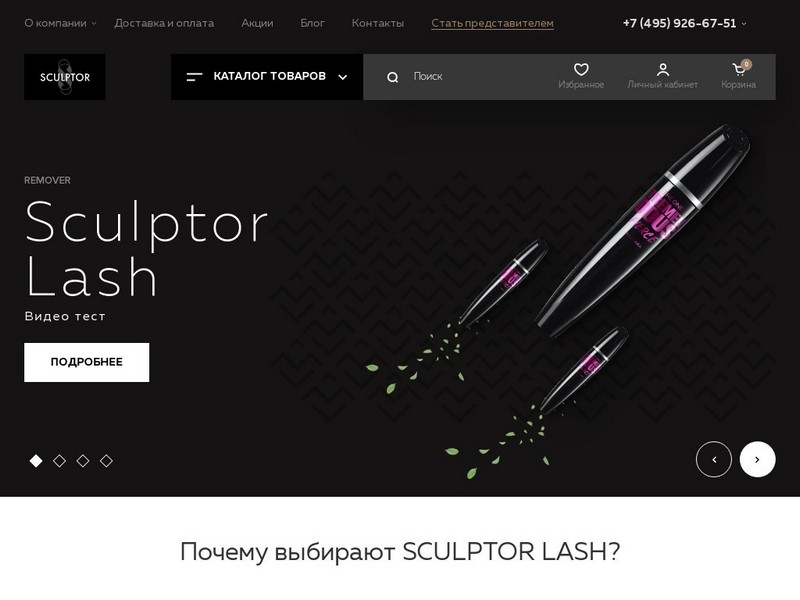 О компании
Доставка и оплата
Акции
Блог
Контакты
Стать представителем
+7 (495) 926-67-51
SCULPTOR
КАТАЛОГ ТОВАРОВ
Поиск
Избранное
Личный кабинет
0
Корзина
REMOVER
Sculptor
Lash
Видео тест
ПОДРОБНЕЕ
Почему выбирают SCULPTOR LASH?